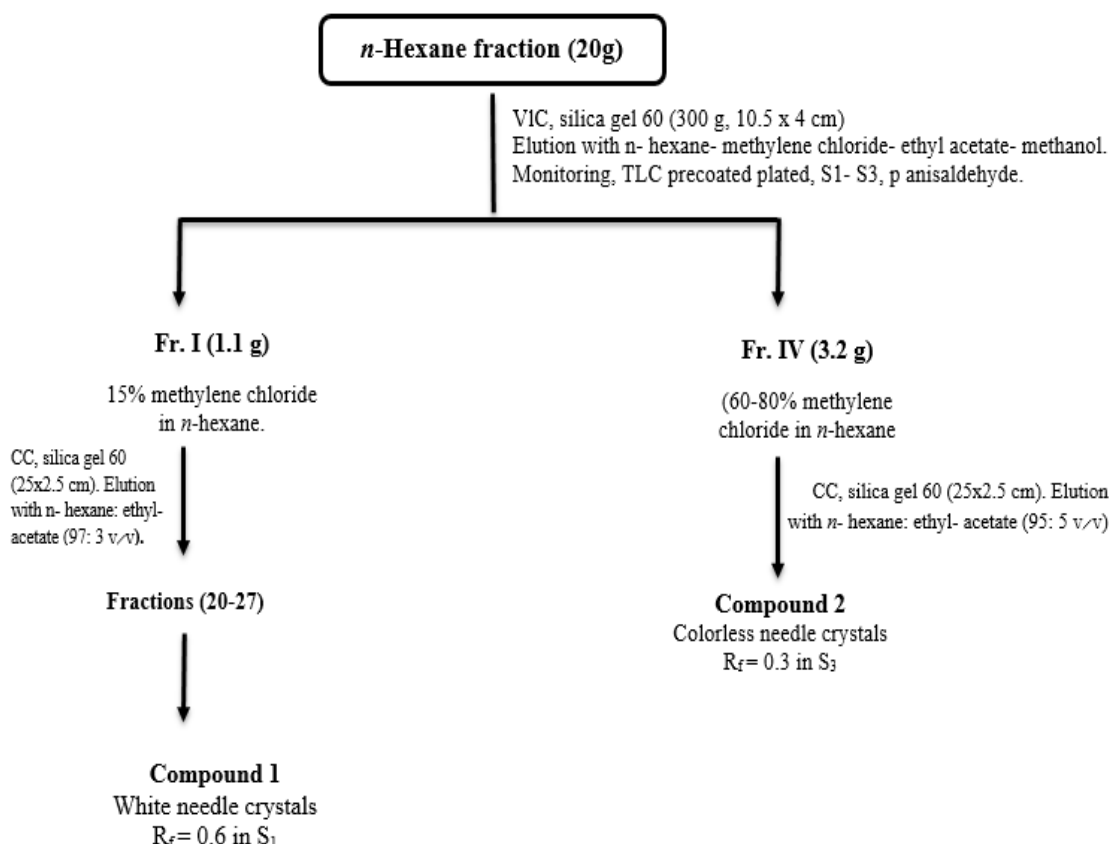 n-Hexane fraction (20g)
VlC, silica gel 60 (300 g, 10.5 x 4 cm)
Elution with n- hexane- methylene chloride- ethyl acetate- methanol.
Monitoring, TLC precoated plated, S1- S3, p anisaldehyde.
Fr. I (1.1 g)
15% methylene chloride
in n-hexane.
CC, silica gel 60
(25x2.5 cm). Elution
with n- hexane: ethyl-
acetate (97: 3 v/v).
Fractions (20-27)
Compound 1
White needle crystals
Rf= 0.6 in S1
Fr. IV (3.2 g)
(60-80% methylene
chloride in n-hexane
CC, silica gel 60 (25x2.5 cm). Elution
with n- hexane: ethyl- acetate (95: 5 v/v)
Compound 2
Colorless needle crystals
Rf= 0.3 in S3